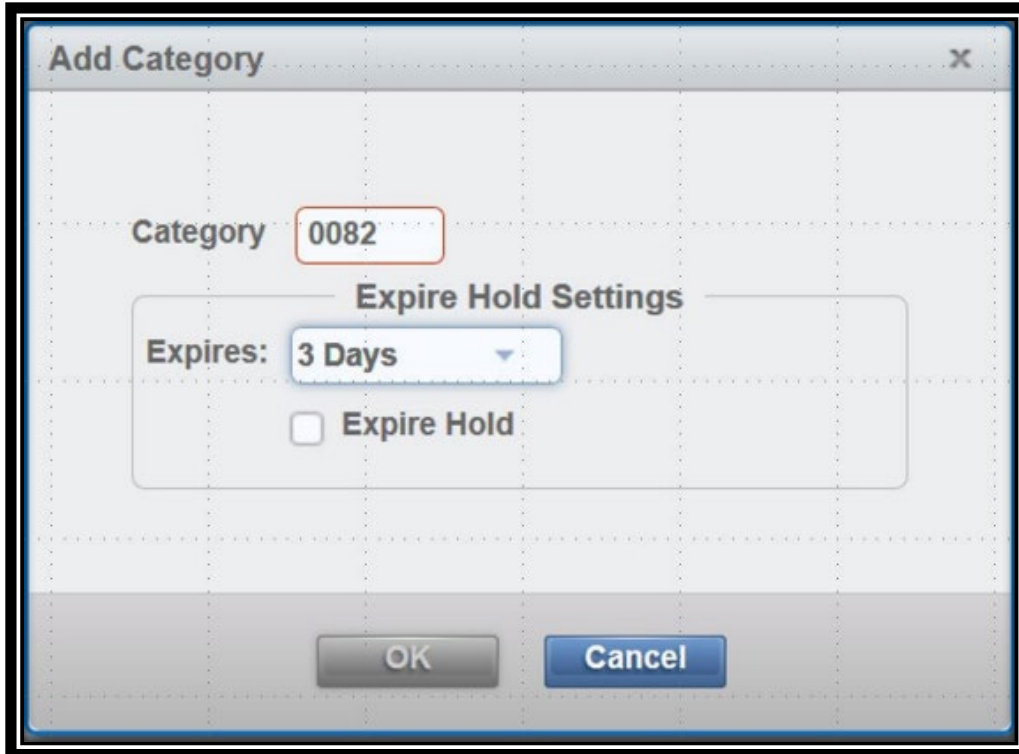 Add Category
Category 0082
Expire Hold Settings
Expires: 3 Days
Expire Hold
OK Cancel